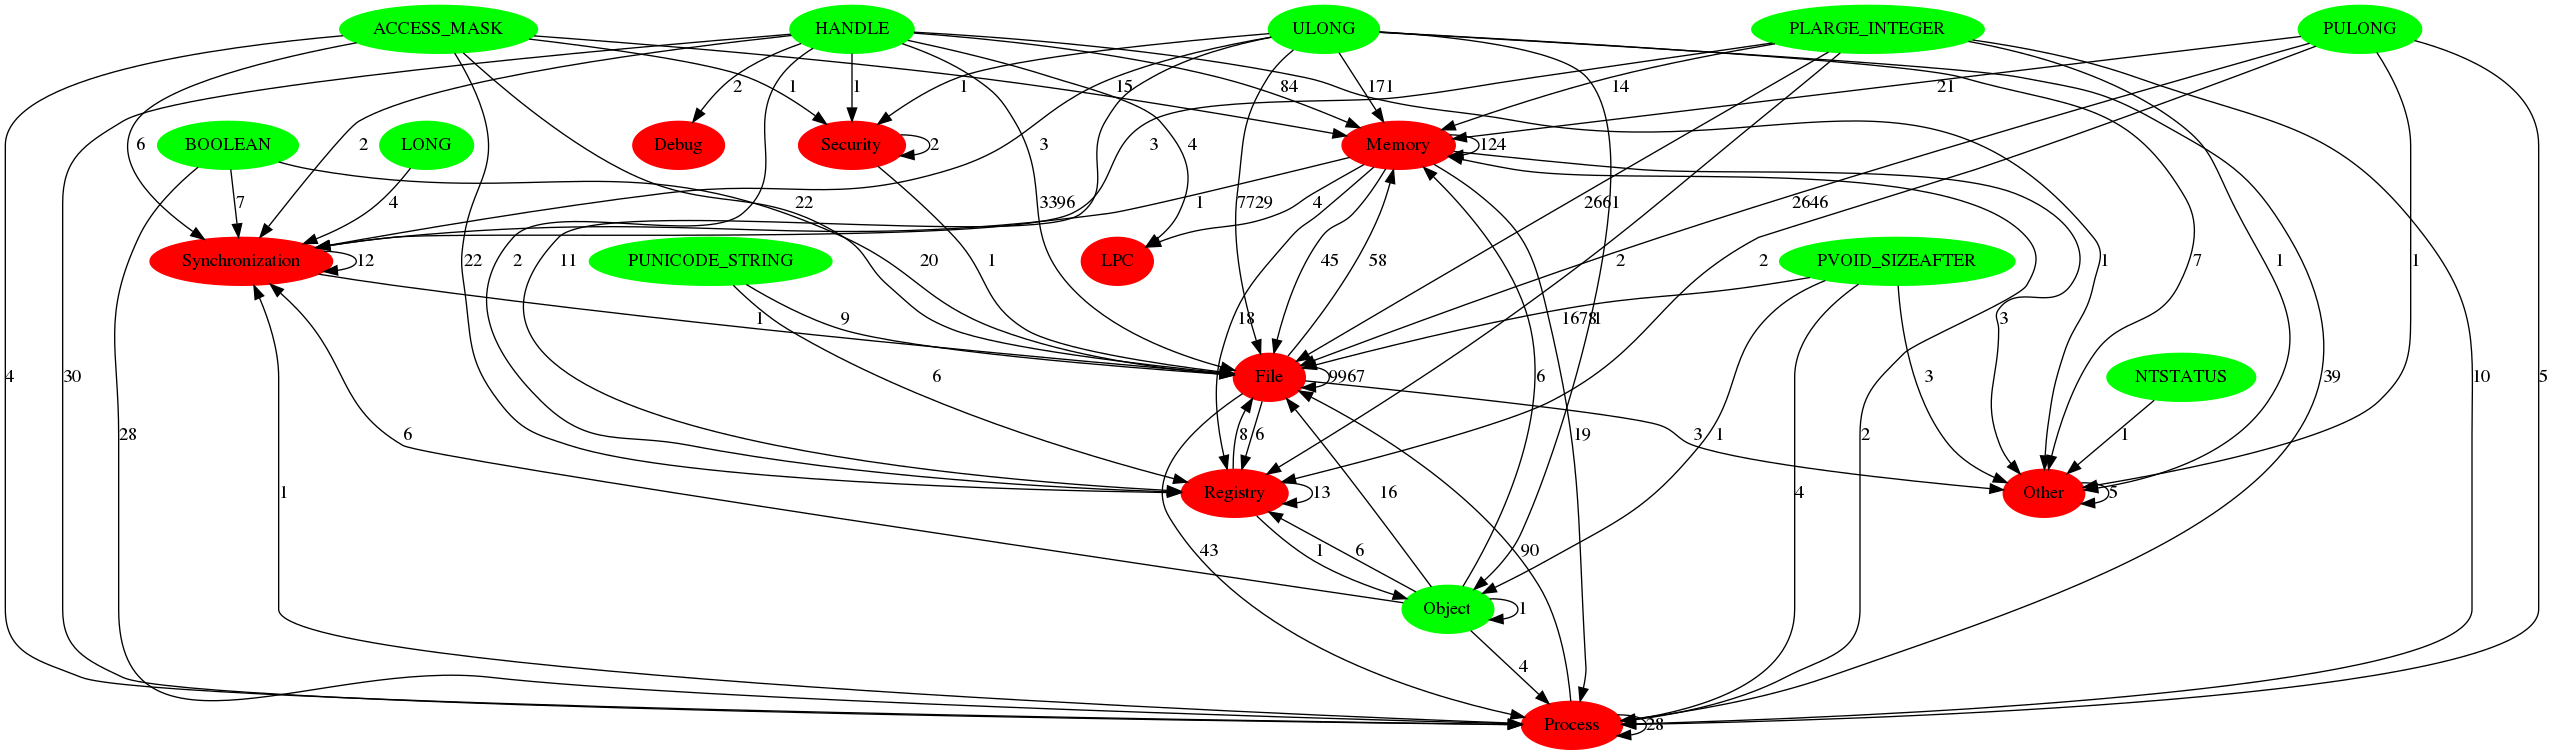 ACCESS_MASK HANDLE ULONG PLARGE_INTEGER PULONG
2 1 1 1 15 84 171 14 21
BOOLEAN LONG Debug Security Memory
6 2 2 3 3 4 1 124
7 4 22 1 3396 4 7729 2661 2646
Synchronization PUNICODE_STRING LPC PVOID_SIZEAFTER
12 22 2 11 20 1 45 58 2 2 3 1 7 1 1
1 9 18 1678 1
4 30 6 File 9967 6 3 NTSTATUS 39 10 5
28 6 8 6 19 3 1 2 1
1 Registry 13 16 4 Other 5
43 1 6 90
Object 1
4
Process 28